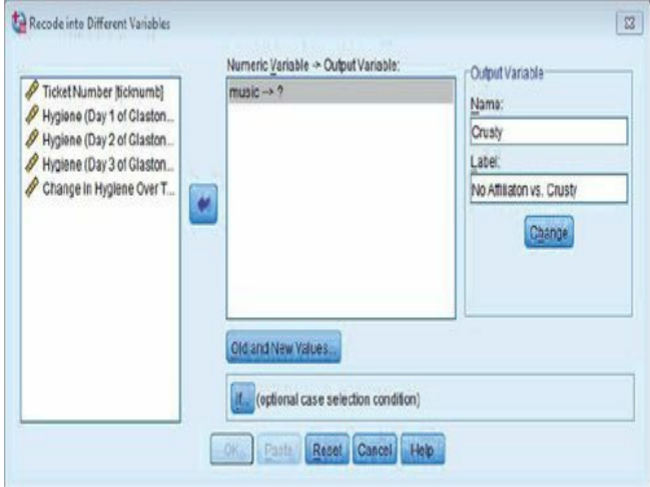 Recode into Different Variables
Ticket Number [ticknumb]
Hygiene (Day 1 of Glaston...
Hygiene (Day 2 of Glaston...
Hygiene (Day 3 of Glaston...
Change in Hygiene Over T...
Numeric Variable -> Output Variable:
music --> ?
Output Variable
Name:
Crusty
Label:
No Affiliaton vs. Crusty
Change
Old and New Values...
If... (optional case selection condition)
OK Paste Reset Cancel Help